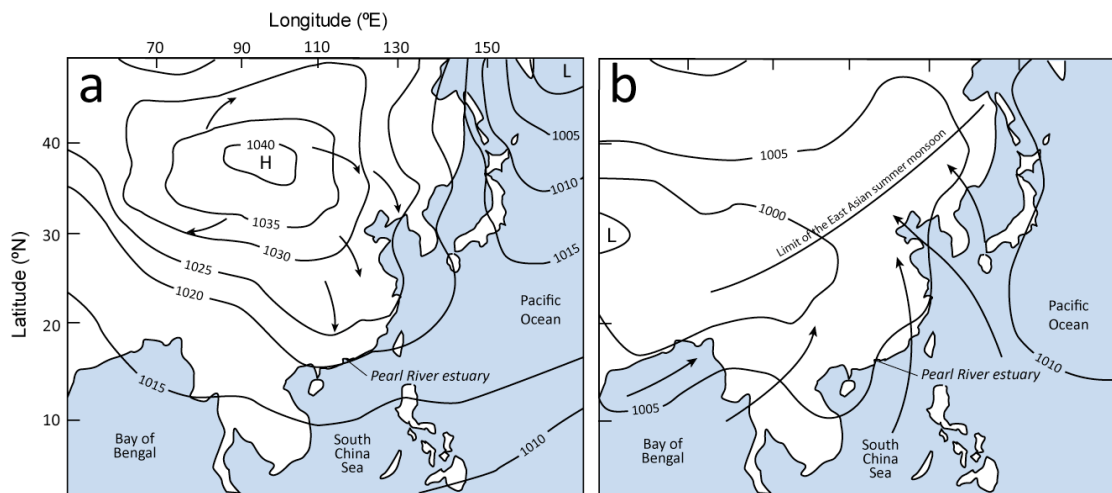 Longitude (ºE)
70
90
110
130
150
Latitude (ºN)
40
30
20
10
a
L
1005
1040
H
1010
1035
1030
1015
1025
1020
Pacific
Ocean
Pearl River estuary
1015
Bay of
Bengal
South
China
Sea
1010
b
1005
Limit of the East Asian summer monsoon
1000
L
Pacific
Ocean
1010
Pearl River estuary
1005
Bay of
Bengal
South
China
Sea